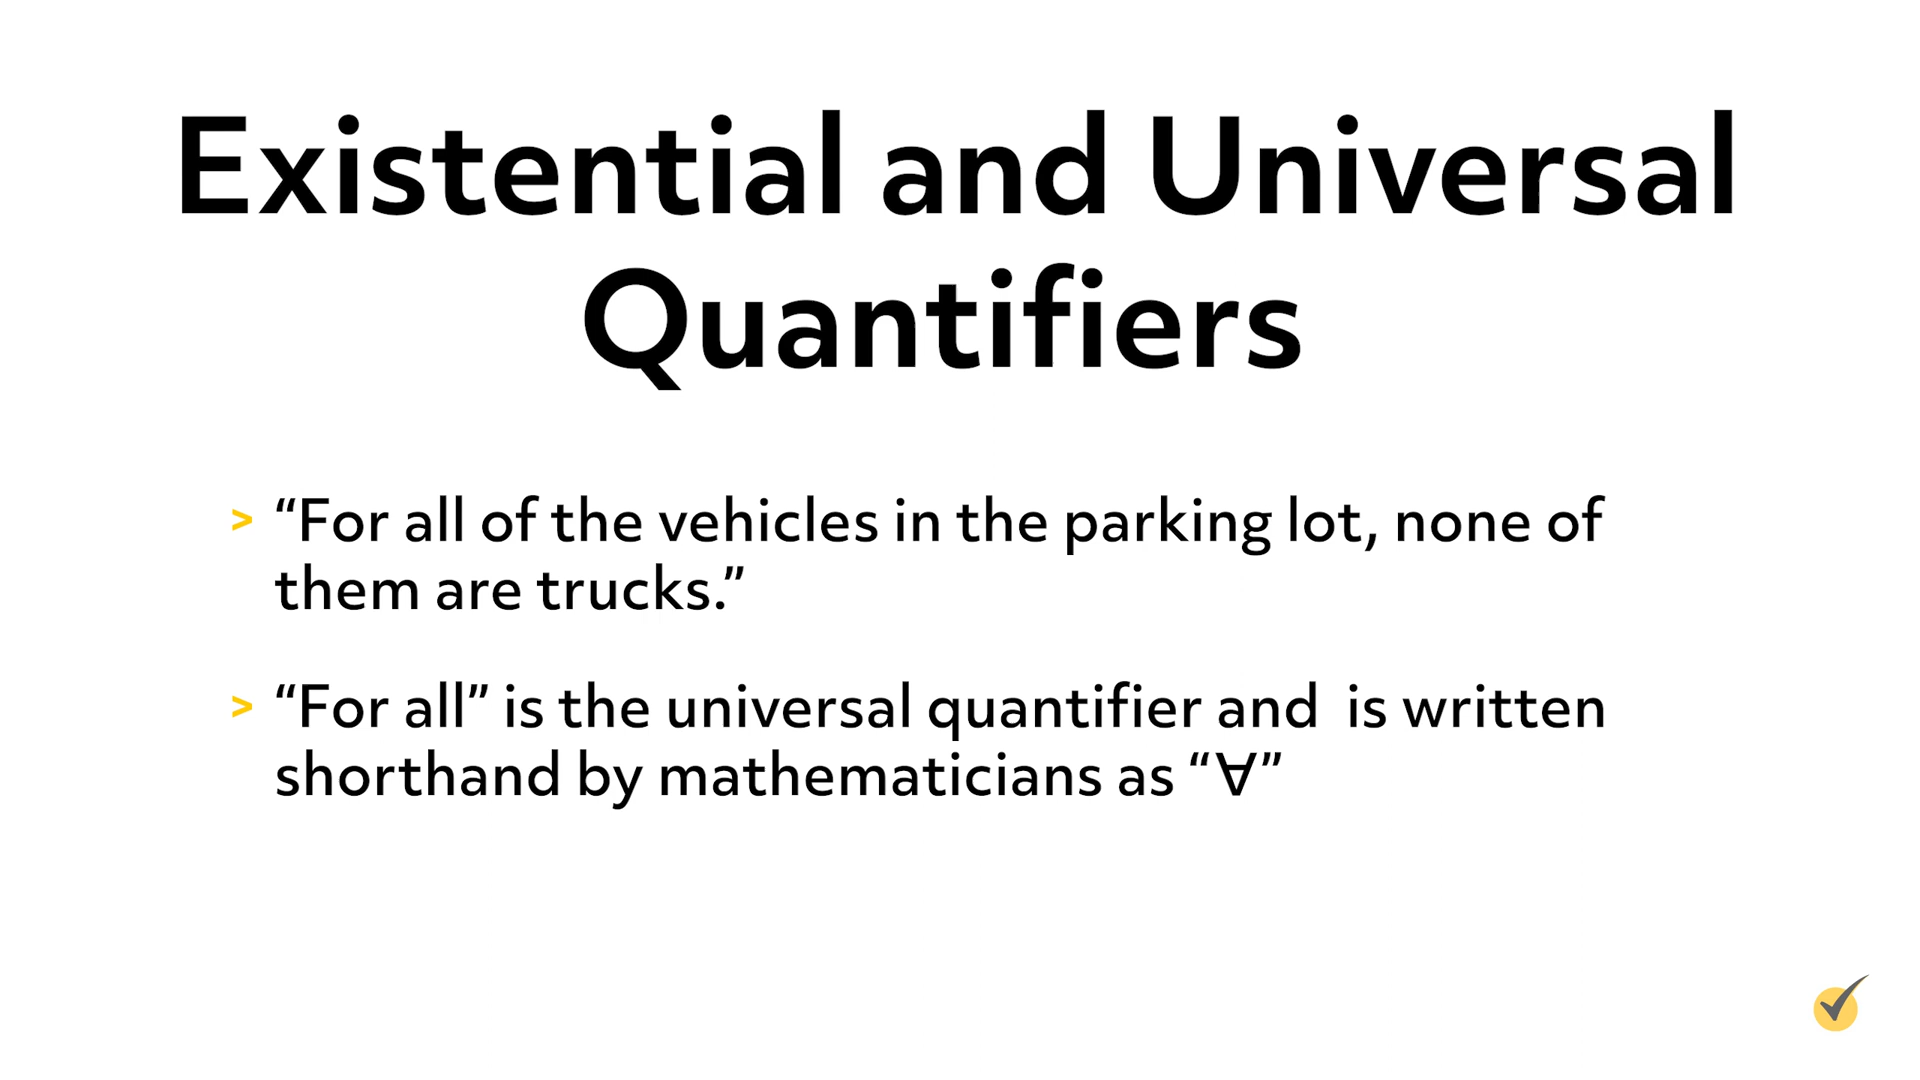 Existential and Universal
Quantifiers
> “For all of the vehicles in the parking lot, none of
them are trucks.”
> “For all” is the universal quantifier and  is written
shorthand by mathematicians as “∀”